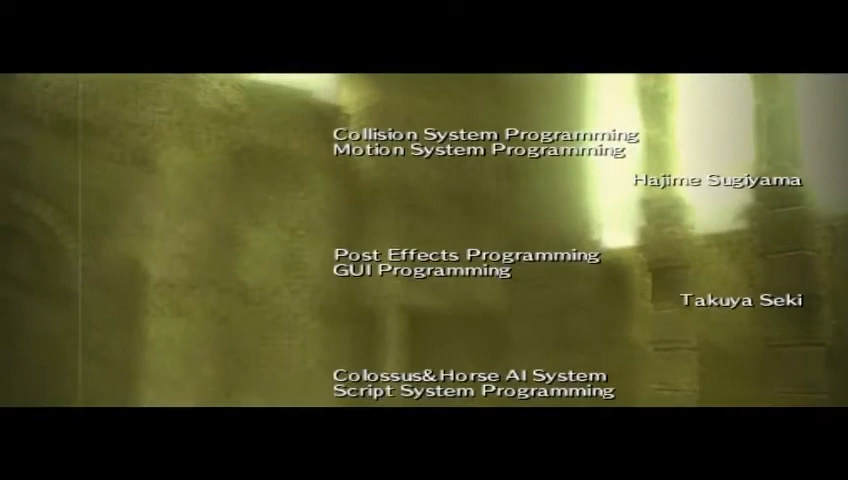 Collision System Programming
Motion System Programming
Hajime Sugiyama
Post Effects Programming
GUI Programming
Takuya Seki
Colossus&Horse AI System
Script System Programming